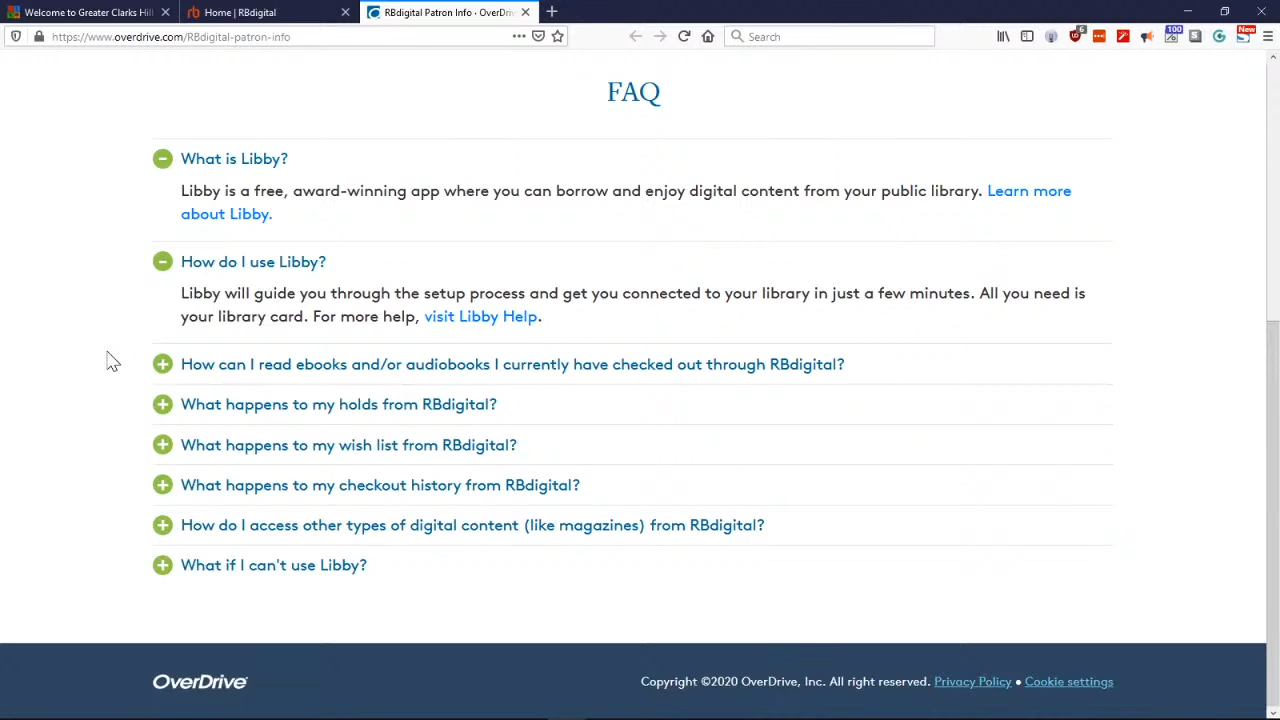 Welcome to Greater Clarks Hill
Home | RBdigital
RBdigital Patron Info • OverDriv
https://www.overdrive.com/RBdigital-patron-info
Search
6
100
New
FAQ
What is Libby?
Libby is a free, award-winning app where you can borrow and enjoy digital content from your public library. Learn more
about Libby.
How do I use Libby?
Libby will guide you through the setup process and get you connected to your library in just a few minutes. All you need is
your library card. For more help, visit Libby Help.
How can I read ebooks and/or audiobooks I currently have checked out through RBdigital?
What happens to my holds from RBdigital?
What happens to my wish list from RBdigital?
What happens to my checkout history from RBdigital?
How do I access other types of digital content (like magazines) from RBdigital?
What if I can't use Libby?
OverDrive
Copyright ©2020 OverDrive, Inc. All right reserved. Privacy Policy • Cookie settings